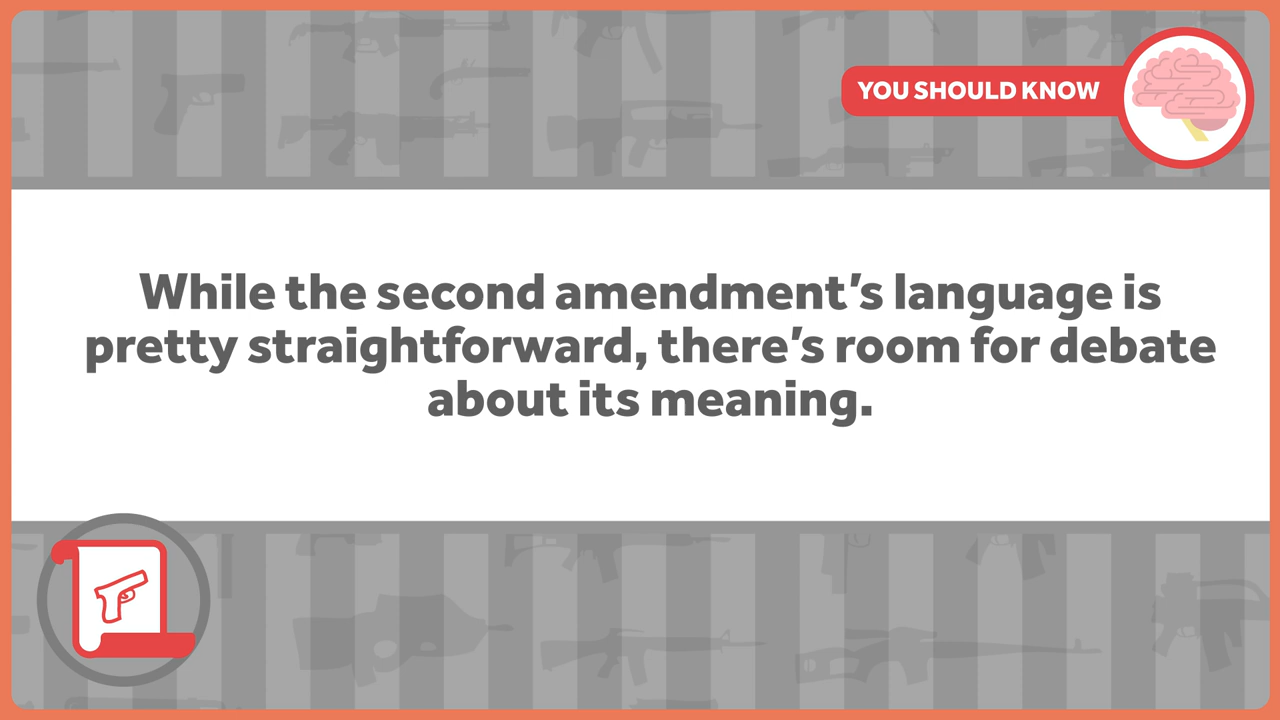 YOU SHOULD KNOW
While the second amendment’s language is
pretty straightforward, there’s room for debate
about its meaning.